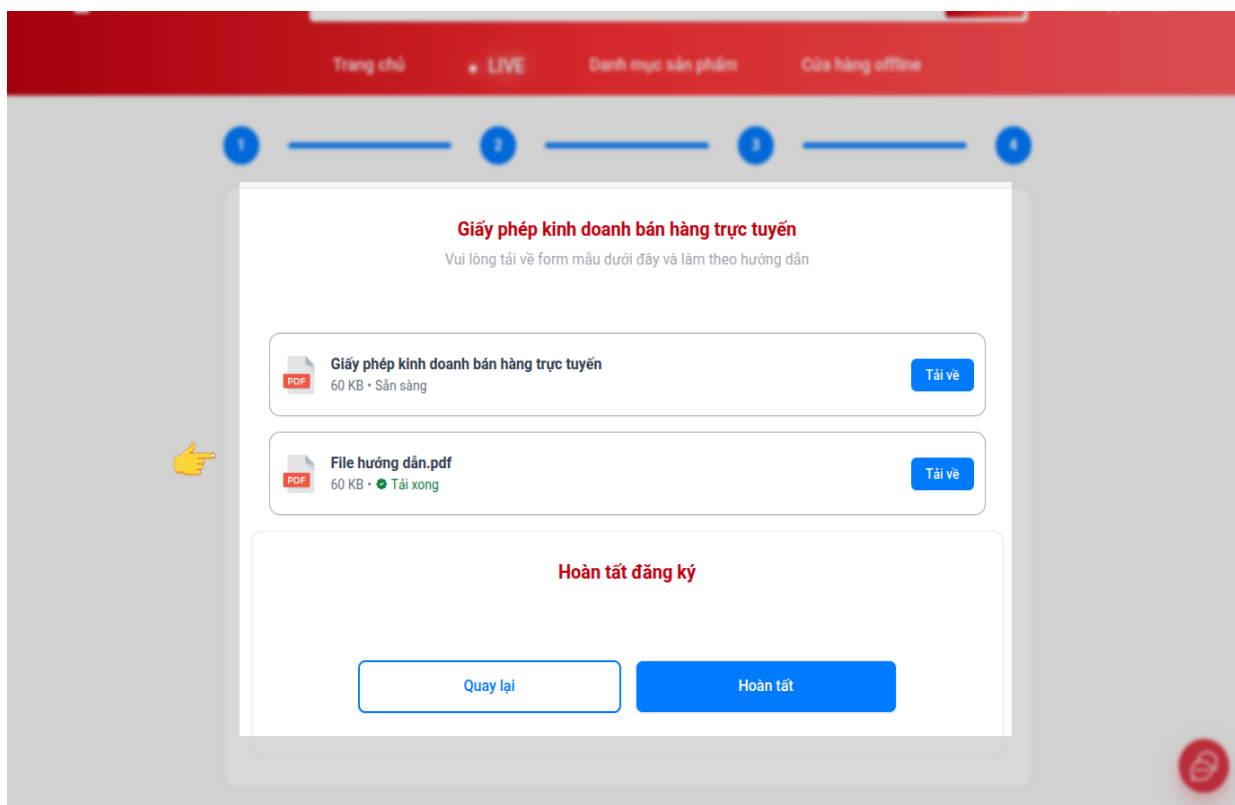 Trang chủ
• LIVE
Danh mục sản phẩm
Cửa hàng offline
1
2
3
4
Giấy phép kinh doanh bán hàng trực tuyến
Vui lòng tải về form mẫu dưới đây và làm theo hướng dẫn
PDF
Giấy phép kinh doanh bán hàng trực tuyến
60 KB • Sẵn sàng
Tải về
PDF
File hướng dẫn.pdf
60 KB • Tải xong
Tải về
Hoàn tất đăng ký
Quay lại
Hoàn tất